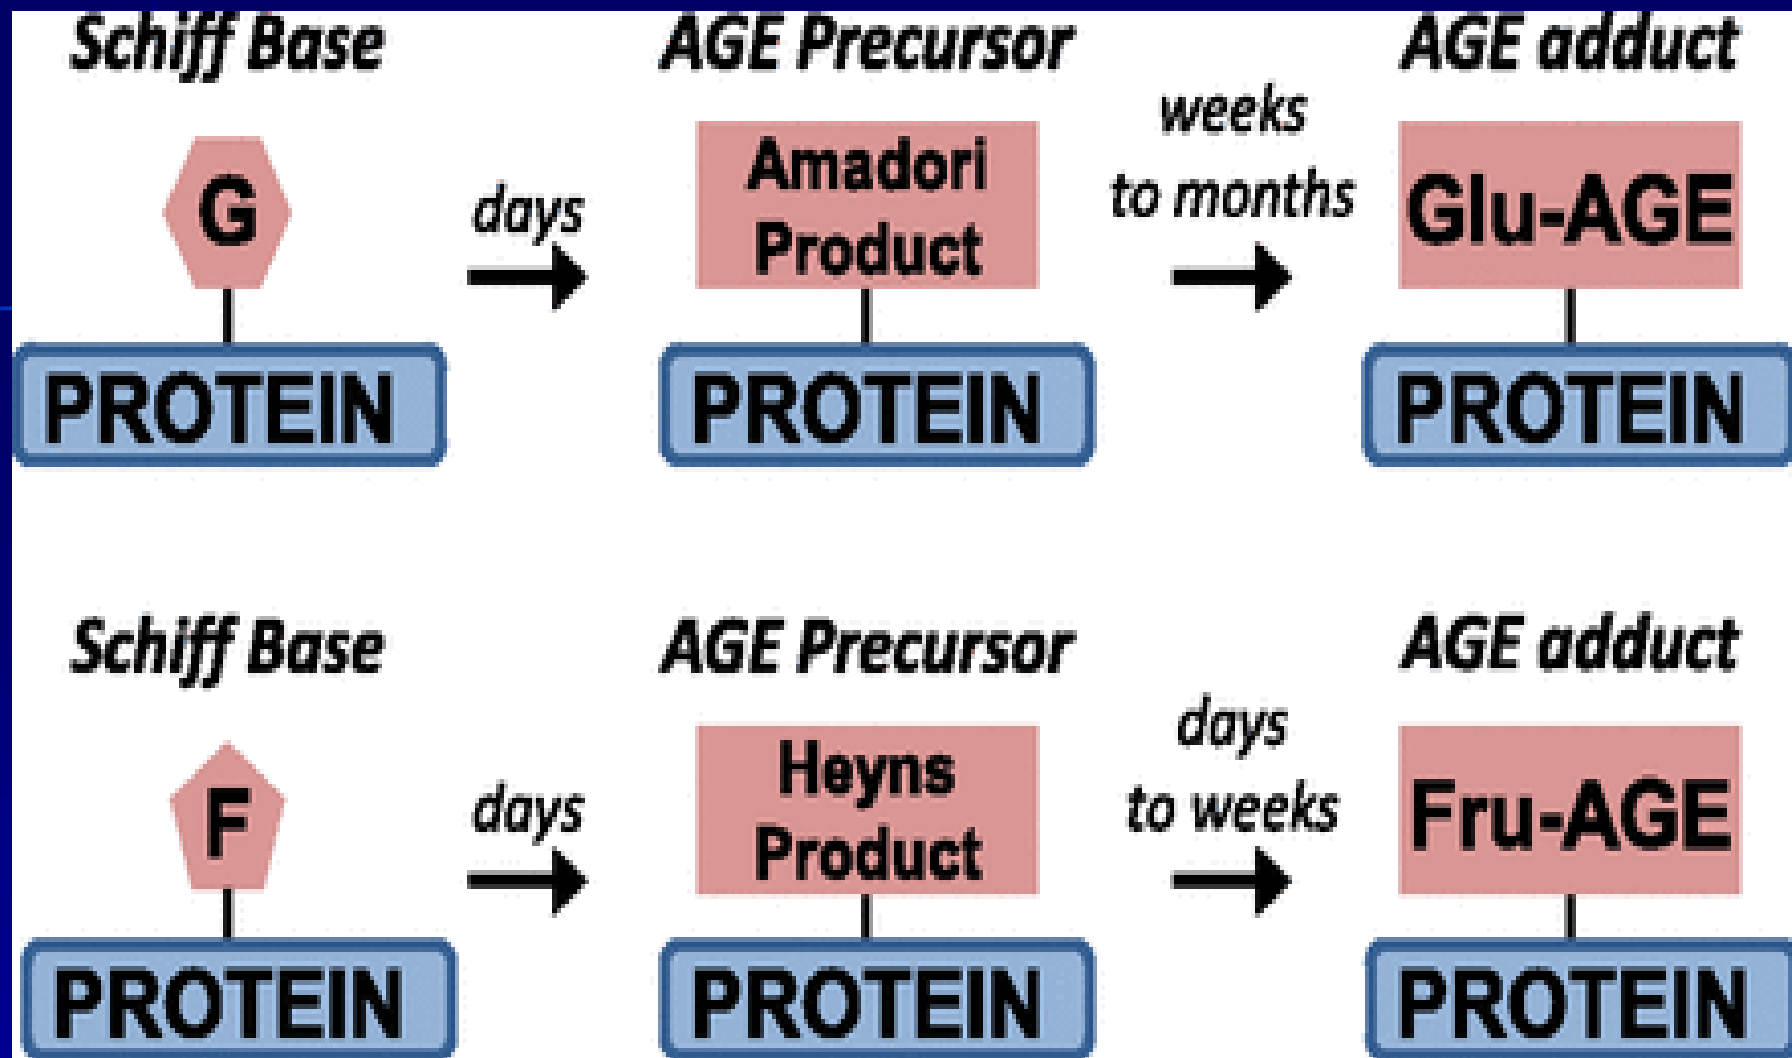 Schiff Base
AGE Precursor
AGE adduct
G
days
Amadori
Product
weeks
to months
Glu-AGE
PROTEIN
PROTEIN
PROTEIN
Schiff Base
AGE Precursor
AGE adduct
F
days
Heyns
Product
days
to weeks
Fru-AGE
PROTEIN
PROTEIN
PROTEIN